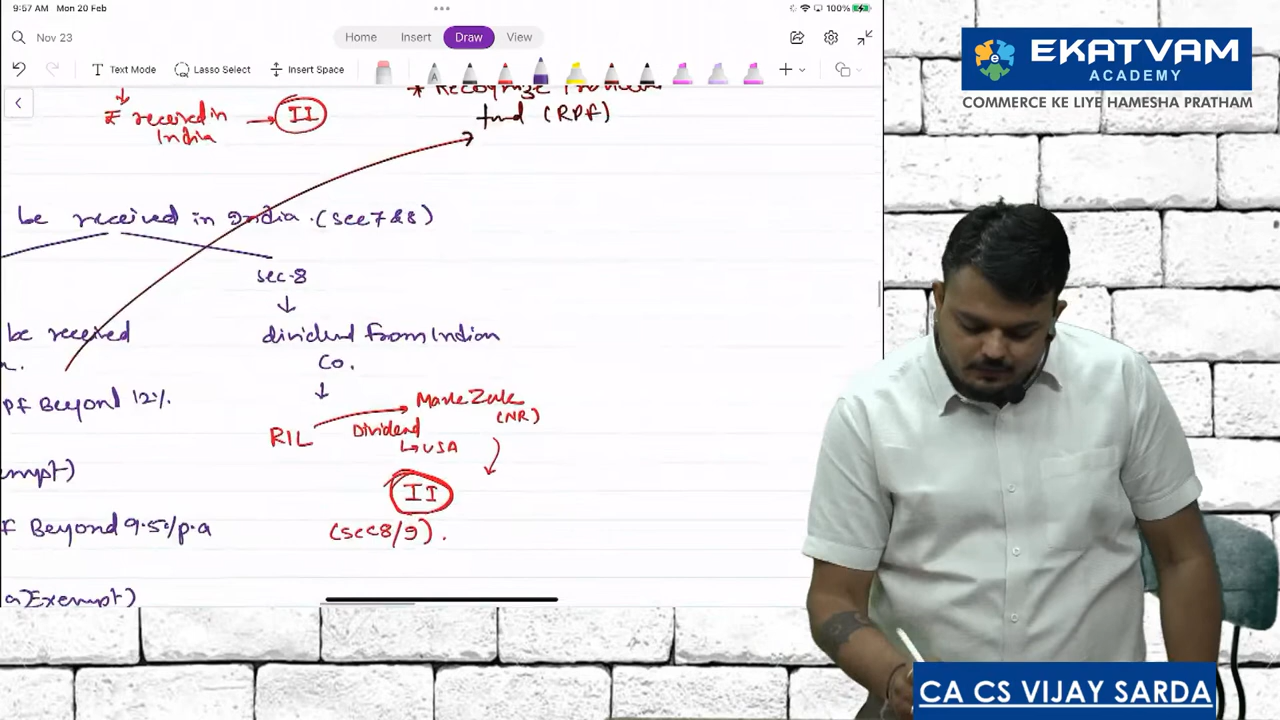 9:57 AM Mon 20 Feb
100%
Nov 23
Home Insert Draw View
Text Mode Lasso Select Insert Space
* Recognize
fund (RPF)
₹ received in
India → II
be received in India. (sec 7 & 8)
sec-8
be received
dividend from Indian
Co.
PF Beyond 12%.
Mark Zuk
(NR)
RIL Dividend
↳ USA
empt)
II
F Beyond 9.5%p.a
(sec 8/9).
a Exempt)
EKATVAM
ACADEMY
COMMERCE KE LIYE HAMESHA PRATHAM
CA CS VIJAY SARDA